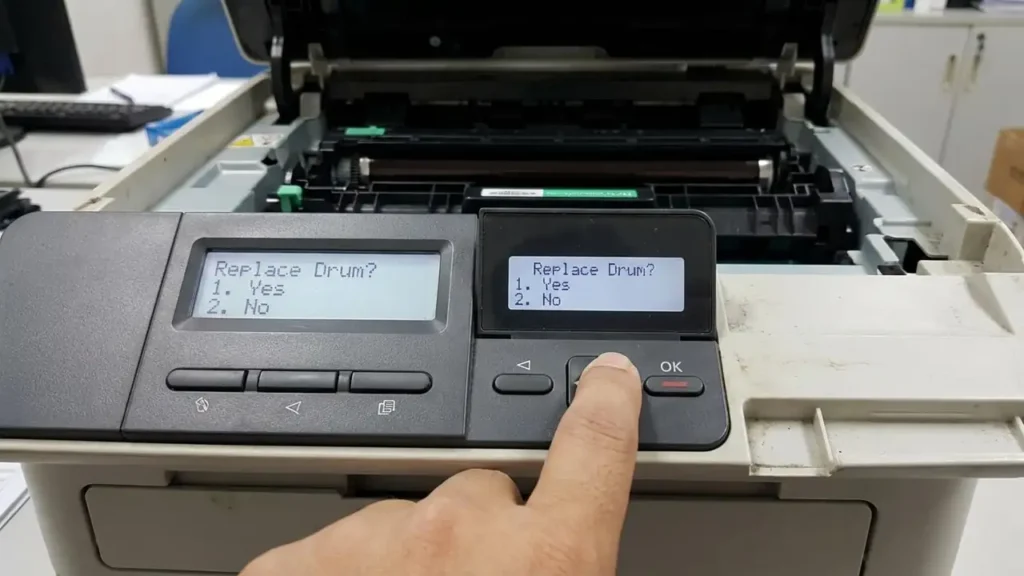 Replace Drum?
1. Yes
2. No
Replace Drum?
1. Yes
2. No
OK